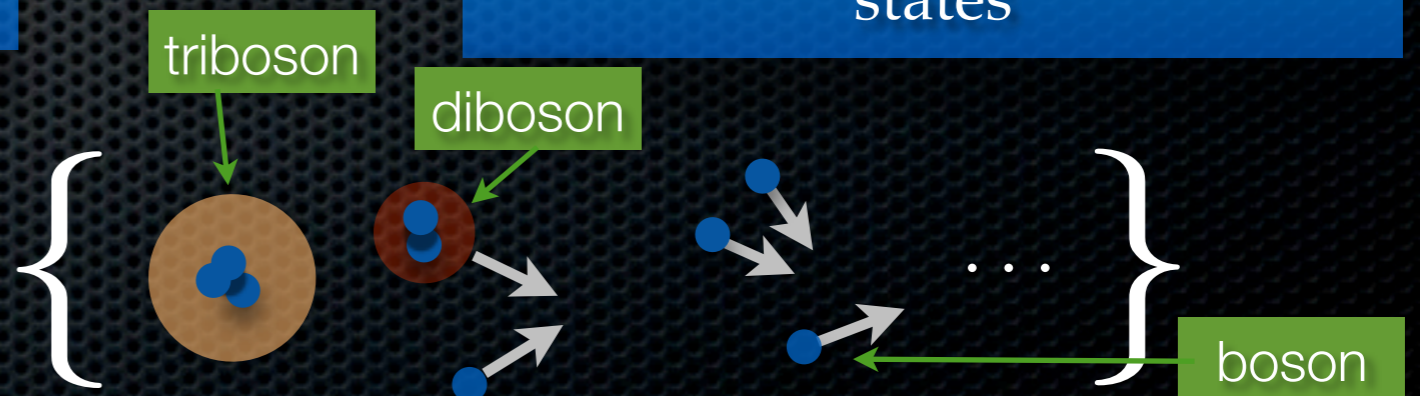 states
triboson
diboson
{ . . . }
boson